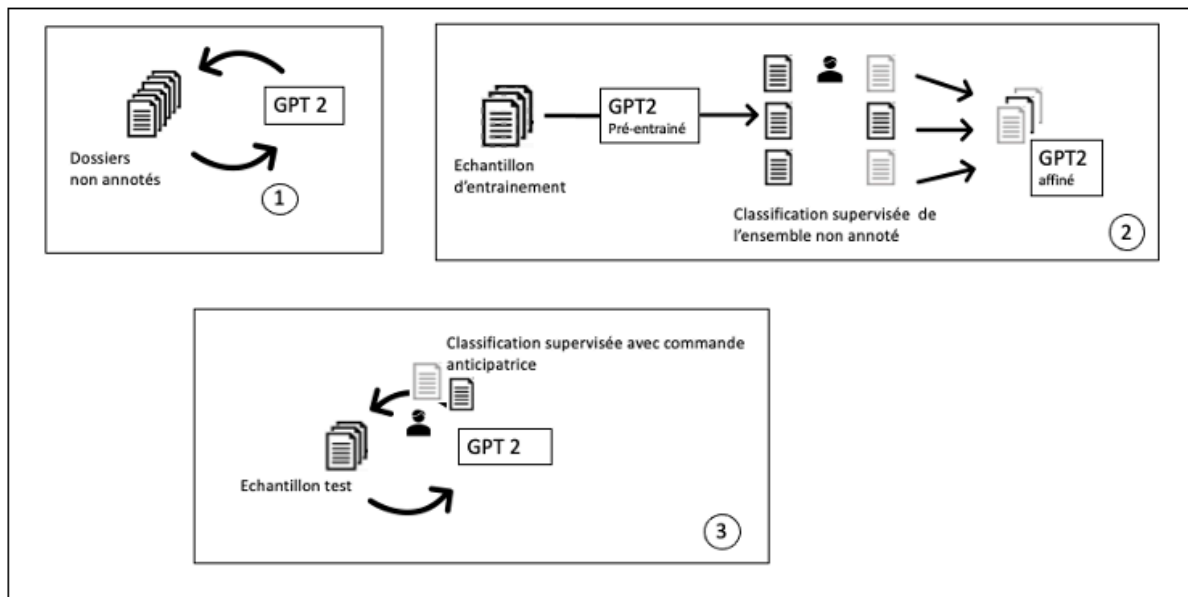 GPT 2
Dossiers
non annotés
1
Echantillon
d'entrainement
GPT2
Pré-entrainé
Classification supervisée de
l'ensemble non annoté
GPT2
affiné
2
Classification supervisée avec commande
anticipatrice
GPT 2
Echantillon test
3